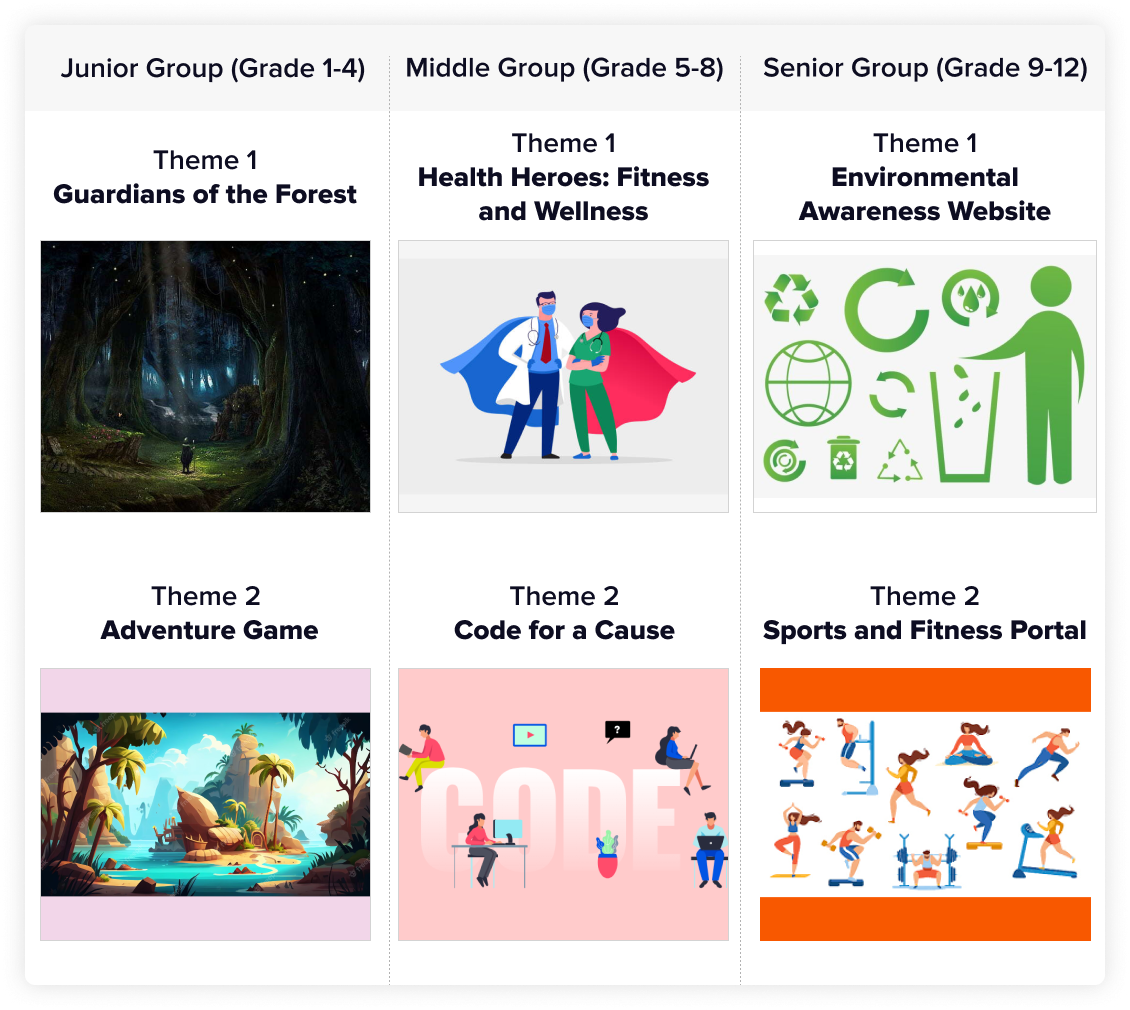 Junior Group (Grade 1-4)
Middle Group (Grade 5-8)
Senior Group (Grade 9-12)
Theme 1
Guardians of the Forest
Theme 1
Health Heroes: Fitness
and Wellness
Theme 1
Environmental
Awareness Website
Theme 2
Adventure Game
Theme 2
Code for a Cause
Theme 2
Sports and Fitness Portal
?
CODE